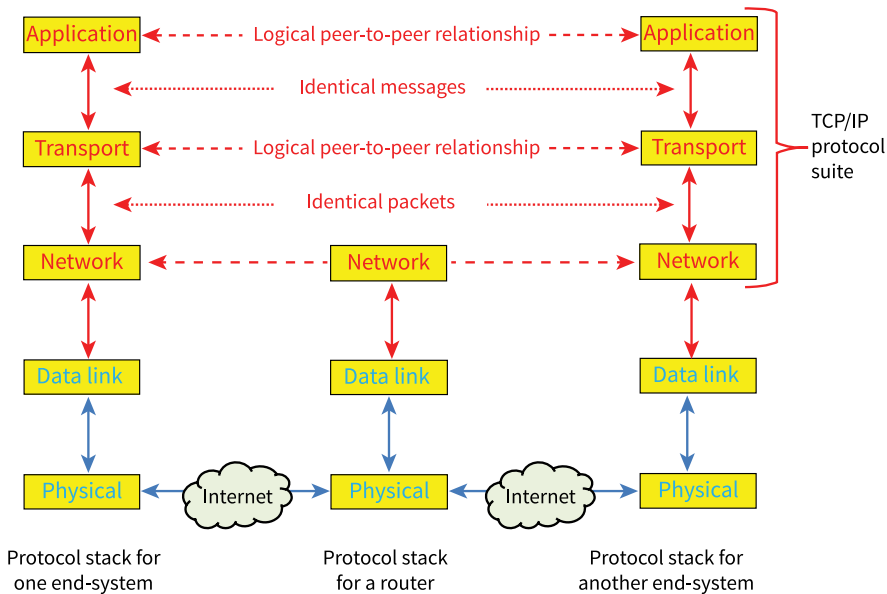 Application
Logical peer-to-peer relationship
Application
Identical messages
TCP/IP
protocol
suite
Transport
Logical peer-to-peer relationship
Transport
Identical packets
Network
Network
Network
Data link
Data link
Data link
Physical
Internet
Physical
Internet
Physical
Protocol stack for
one end-system
Protocol stack
for a router
Protocol stack for
another end-system